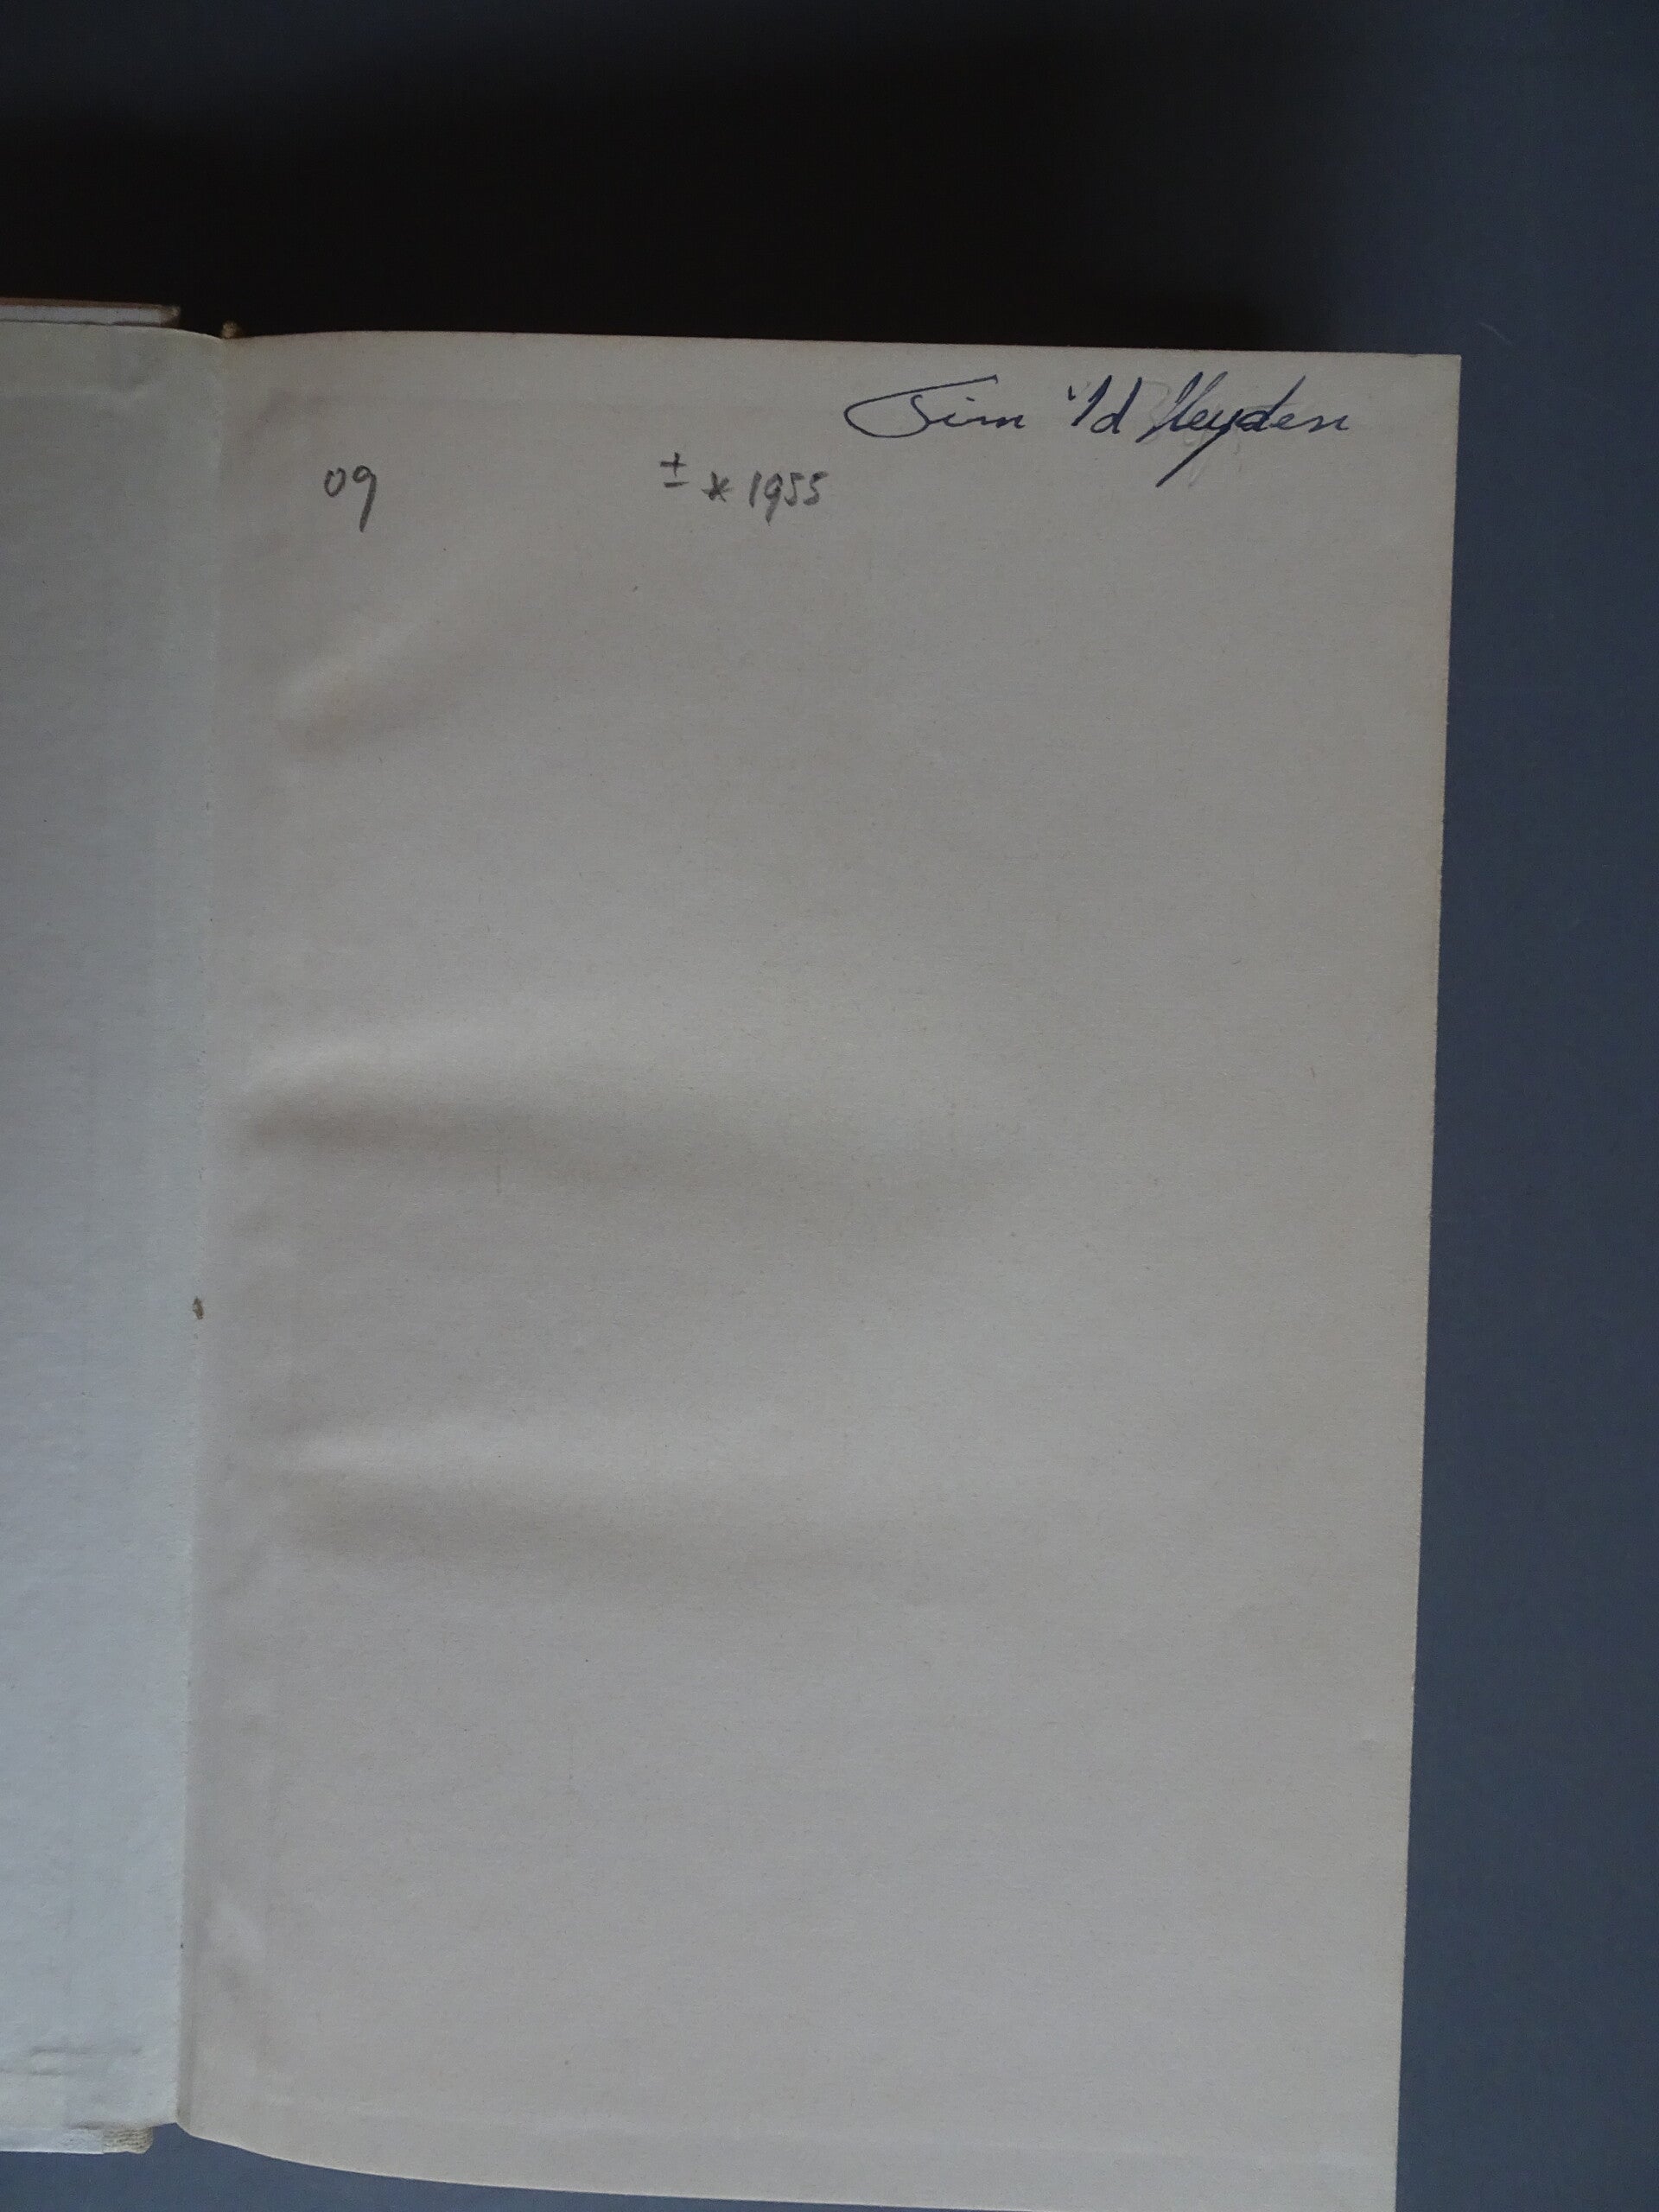 Tim v/d Heyden
09 ± * 1955